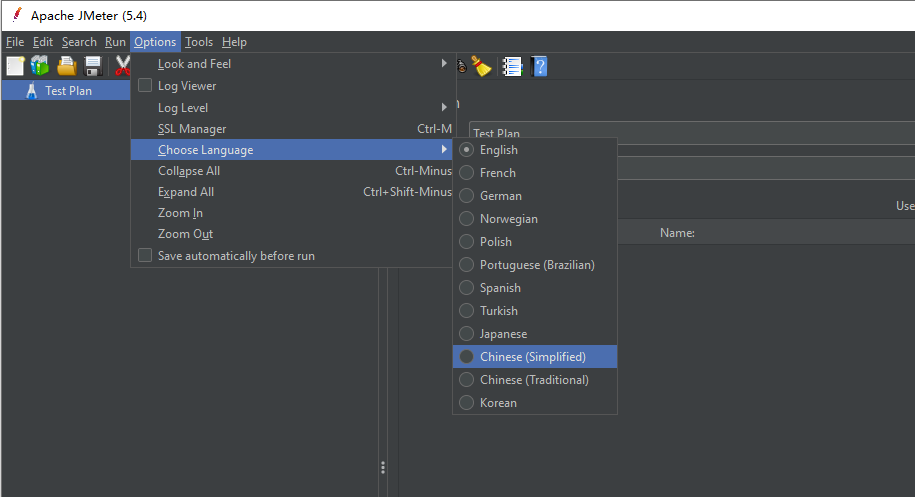 Apache JMeter (5.4)
File Edit Search Run Options Tools Help
Look and Feel
Test Plan
Log Viewer
Log Level
SSL Manager Ctrl-M
Test Plan
Choose Language
English
Collapse All Ctrl-Minus
French
Expand All Ctrl+Shift-Minus
German
Zoom In
Norwegian
Name:
Zoom Out
Polish
Save automatically before run
Portuguese (Brazilian)
Spanish
Turkish
Japanese
Chinese (Simplified)
Chinese (Traditional)
Korean